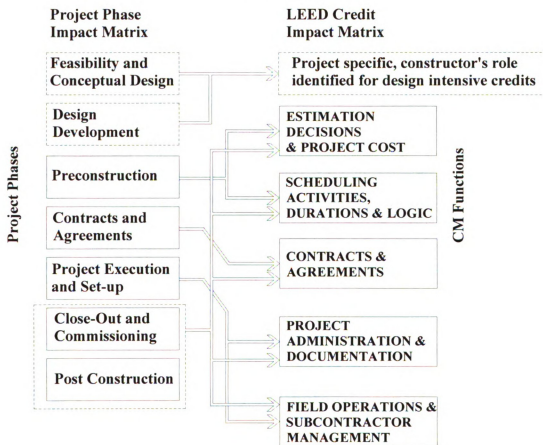 Project Phase
Impact Matrix
LEED Credit
Impact Matrix
Feasibility and
Conceptual Design
Project specific, constructor's role
identified for design intensive credits
Design
Development
ESTIMATION
DECISIONS
& PROJECT COST
Preconstruction
SCHEDULING
ACTIVITIES,
DURATIONS & LOGIC
Contracts and
Agreements
CONTRACTS &
AGREEMENTS
Project Execution
and Set-up
Close-Out and
Commissioning
PROJECT
ADMINISTRATION &
DOCUMENTATION
Post Construction
FIELD OPERATIONS &
SUBCONTRACTOR
MANAGEMENT
Project Phases
CM Functions